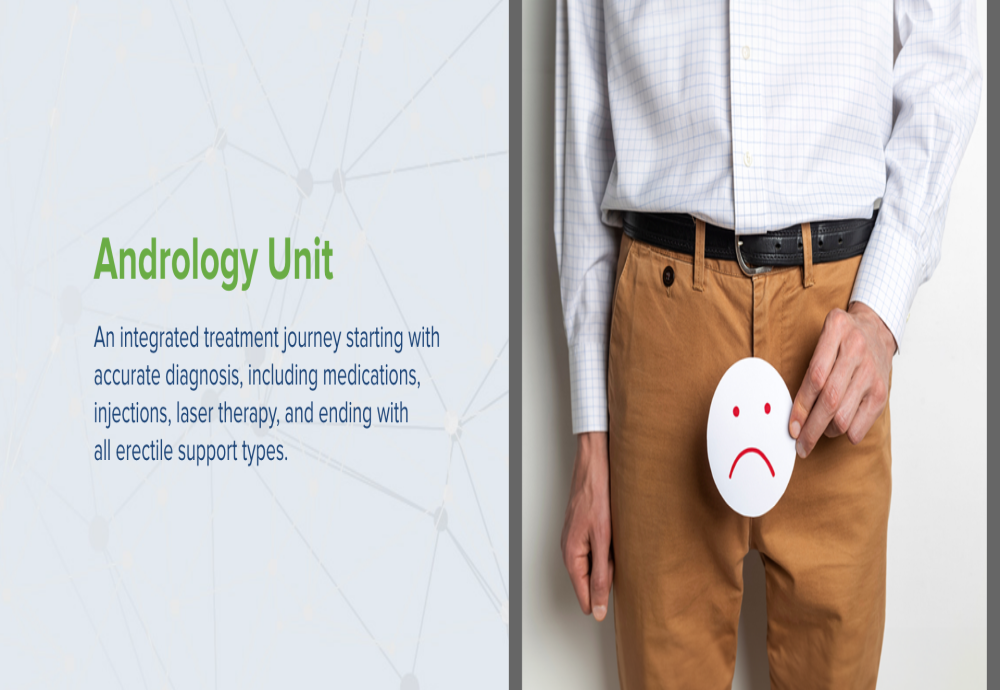 Andrology Unit
An integrated treatment journey starting with
accurate diagnosis, including medications,
injections, laser therapy, and ending with
all erectile support types.